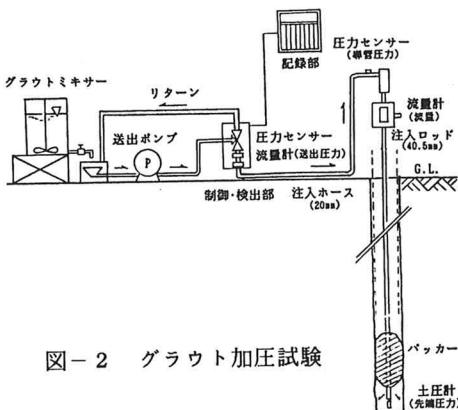 記録部
圧力センサー
(導管圧力)
グラウトミキサー
リターン
流量計
(流量)
送出ポンプ
P
圧力センサー
流量計(送出圧力)
注入ロッド
(40.5mm)
制御・検出部
注入ホース
(20mm)
G.L.
パッカー
土圧計
(先端圧力)
図-2 グラウト加圧試験